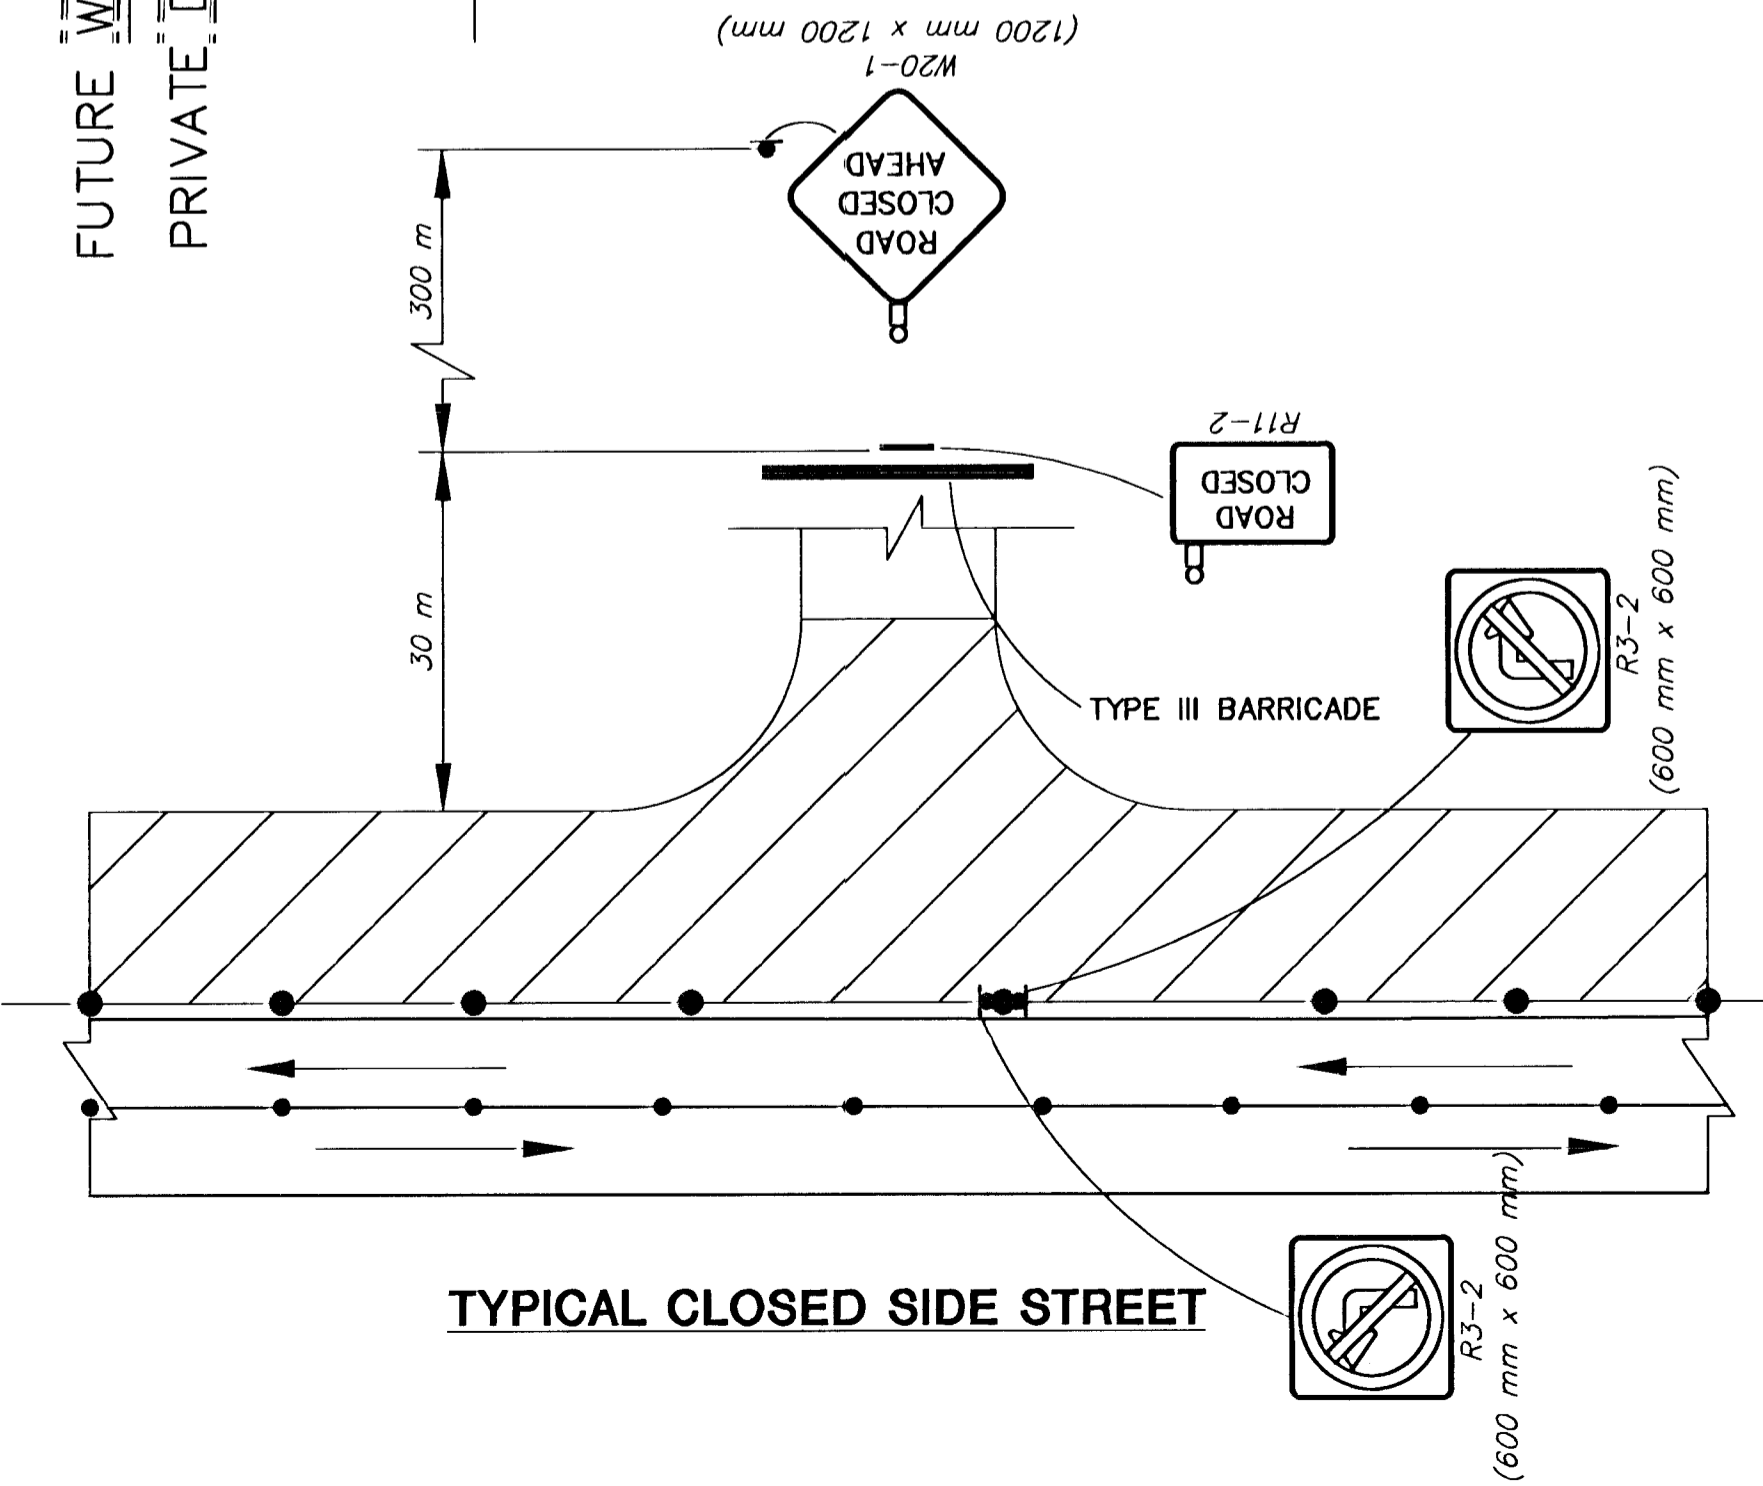 FUTURE W
PRIVATE
W20-1
(1200 mm x 1200 mm)
ROAD
CLOSED
AHEAD
300 m
R11-2
ROAD
CLOSED
30 m
TYPE III BARRICADE
R3-2
(600 mm x 600 mm)
TYPICAL CLOSED SIDE STREET
R3-2
(600 mm x 600 mm)